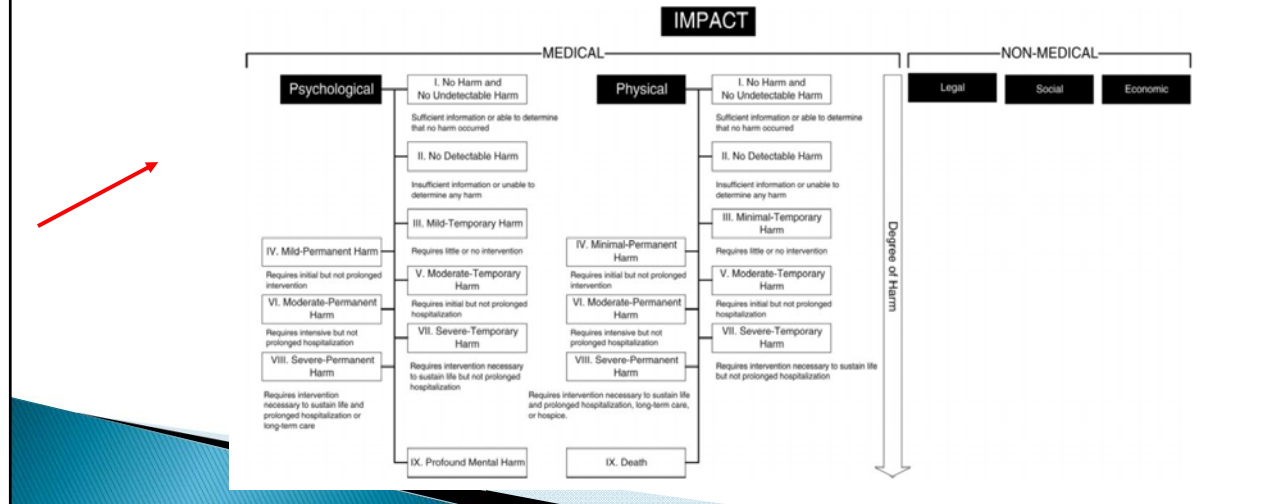 IMPACT
MEDICAL
NON-MEDICAL
Psychological
I. No Harm and
No Undetectable Harm
Sufficient information or able to determine
that no harm occurred
II. No Detectable Harm
Insufficient information or unable to
determine any harm
III. Mild-Temporary Harm
Requires little or no intervention
IV. Mild-Permanent Harm
Requires initial but not prolonged
intervention
V. Moderate-Temporary
Harm
Requires initial but not prolonged
hospitalization
VI. Moderate-Permanent
Harm
Requires intensive but not
prolonged hospitalization
VII. Severe-Temporary
Harm
Requires intervention necessary
to sustain life but not prolonged
hospitalization
VIII. Severe-Permanent
Harm
Requires intervention
necessary to sustain life and
prolonged hospitalization or
long-term care
IX. Profound Mental Harm
Physical
I. No Harm and
No Undetectable Harm
Sufficient information or able to determine
that no harm occurred
II. No Detectable Harm
Insufficient information or unable to
determine any harm
III. Minimal-Temporary
Harm
Requires little or no intervention
IV. Minimal-Permanent
Harm
Requires initial but not prolonged
intervention
V. Moderate-Temporary
Harm
Requires initial but not prolonged
hospitalization
VI. Moderate-Permanent
Harm
Requires intensive but not
prolonged hospitalization
VII. Severe-Temporary
Harm
Requires intervention necessary to sustain life
but not prolonged hospitalization
VIII. Severe-Permanent
Harm
Requires intervention necessary to sustain life
and prolonged hospitalization, long-term care,
or hospice.
IX. Death
Degree of Harm
Legal
Social
Economic